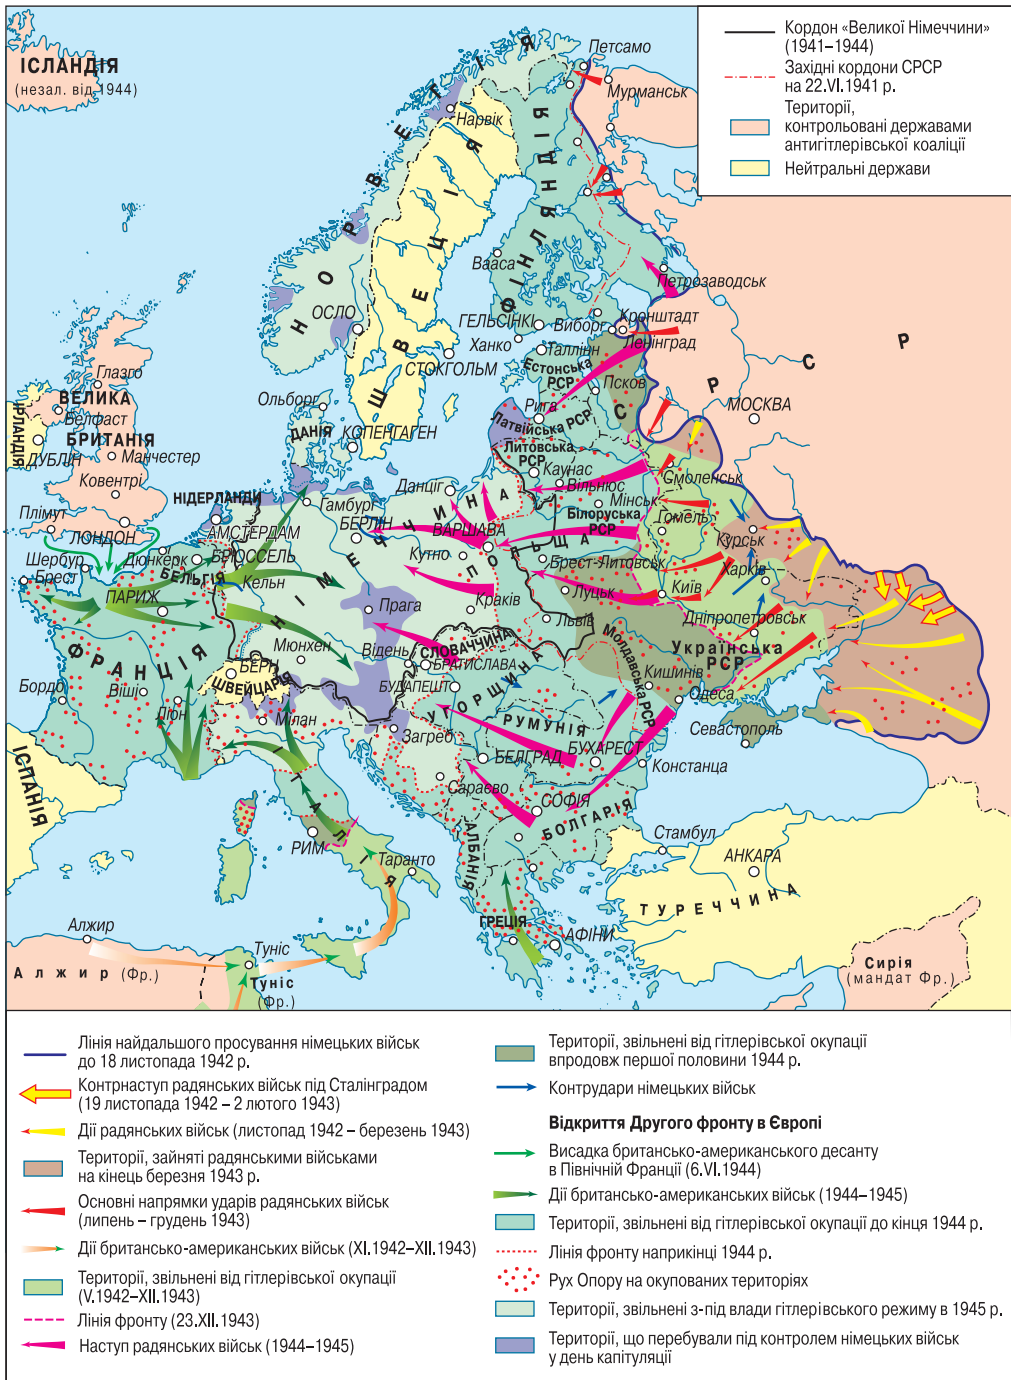 Кордон «Великої Німеччини»
(1941–1944)
Західні кордони СРСР
на 22.VI.1941 р.
Території,
контрольовані державами
антигітлерівської коаліції
Нейтральні держави
ІСЛАНДІЯ
(незал. від 1944)
Петсамо
Мурманськ
Нарвік
НОРВЕГІЯ
ШВЕЦІЯ
ФІНЛЯНДІЯ
СРСР
Вааса
Петрозаводськ
ОСЛО
ГЕЛЬСІНКІ
Виборг
Кронштадт
Ленінград
Ханко
Таллінн
СТОКГОЛЬМ
Естонська
РСР
Псков
Глазго
ВЕЛИКА
Белфаст
БРИТАНІЯ
ІРЛАНДІЯ
ДУБЛІН
Манчестер
Ковентрі
Плімут
ЛОНДОН
Ольборг
ДАНІЯ
КОПЕНГАГЕН
Рига
Латвійська РСР
Литовська
РСР
МОСКВА
Каунас
Вільнюс
Смоленськ
НІДЕРЛАНДИ
АМСТЕРДАМ
Гамбург
Данціг
БЕРЛІН
НІМЕЧЧИНА
ВАРШАВА
Мінськ
Білоруська
РСР
Гомель
Курськ
Шербур
Брест
Дюнкерк
БРЮССЕЛЬ
БЕЛЬГІЯ
Кельн
Кутно
ПОЛЬЩА
Брест-Литовськ
Харків
ПАРИЖ
Прага
Краків
Луцьк
Київ
Львів
Дніпропетровськ
ФРАНЦІЯ
Мюнхен
Відень
СЛОВАЧЧИНА
БРАТИСЛАВА
Українська
РСР
Молдавська РСР
БЕРН
ШВЕЙЦАРІЯ
БУДАПЕШТ
УГОРЩИНА
Кишинів
Одеса
Бордо
Віші
Ліон
Мілан
Загреб
РУМУНІЯ
Севастополь
БЕЛГРАД
БУХАРЕСТ
Констанца
ІСПАНІЯ
ІТАЛІЯ
Сараєво
СОФІЯ
БОЛГАРІЯ
РИМ
АЛБАНІЯ
Стамбул
АНКАРА
Таранто
ТУРЕЧЧИНА
ГРЕЦІЯ
АФІНИ
Алжир
Туніс
Алжир (Фр.)
Туніс
(Фр.)
Сирія
(мандат Фр.)
Лінія найдальшого просування німецьких військ
до 18 листопада 1942 р.
Контрнаступ радянських військ під Сталінградом
(19 листопада 1942 – 2 лютого 1943)
Дії радянських військ (листопад 1942 – березень 1943)
Території, зайняті радянськими військами
на кінець березня 1943 р.
Основні напрямки ударів радянських військ
(липень – грудень 1943)
Дії британсько-американських військ (XI.1942–XII.1943)
Території, звільнені від гітлерівської окупації
(V.1942–XII.1943)
Лінія фронту (23.XII.1943)
Наступ радянських військ (1944–1945)
Території, звільнені від гітлерівської окупації
впродовж першої половини 1944 р.
Контрудари німецьких військ
Відкриття Другого фронту в Європі
Висадка британсько-американського десанту
в Північній Франції (6.VI.1944)
Дії британсько-американських військ (1944–1945)
Території, звільнені від гітлерівської окупації до кінця 1944 р.
Лінія фронту наприкінці 1944 р.
Рух Опору на окупованих територіях
Території, звільнені з-під влади гітлерівського режиму в 1945 р.
Території, що перебували під контролем німецьких військ
у день капітуляції